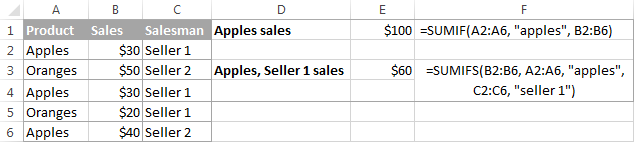 A B C D E F
1 Product Sales Salesman Apples sales $100 =SUMIF(A2:A6, "apples", B2:B6)
2 Apples $30 Seller 1
3 Oranges $50 Seller 2 Apples, Seller 1 sales $60 =SUMIFS(B2:B6, A2:A6, "apples",
4 Apples $30 Seller 1 C2:C6, "seller 1")
5 Oranges $20 Seller 1
6 Apples $40 Seller 2